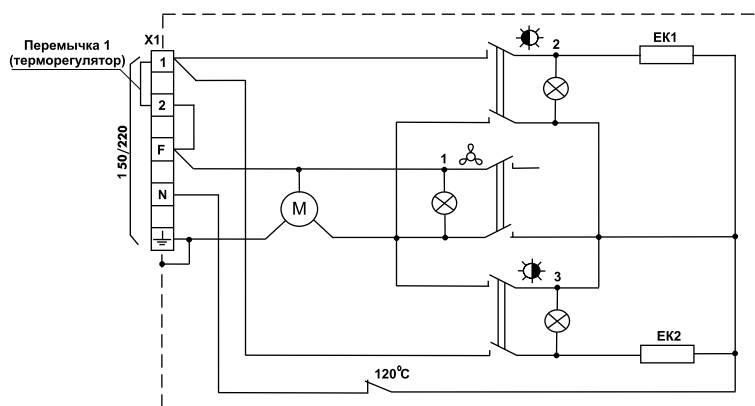 Перемычка 1
(терморегулятор)
X1
1
2
F
N
1 50/220
M
1
2
3
EK1
EK2
120°C